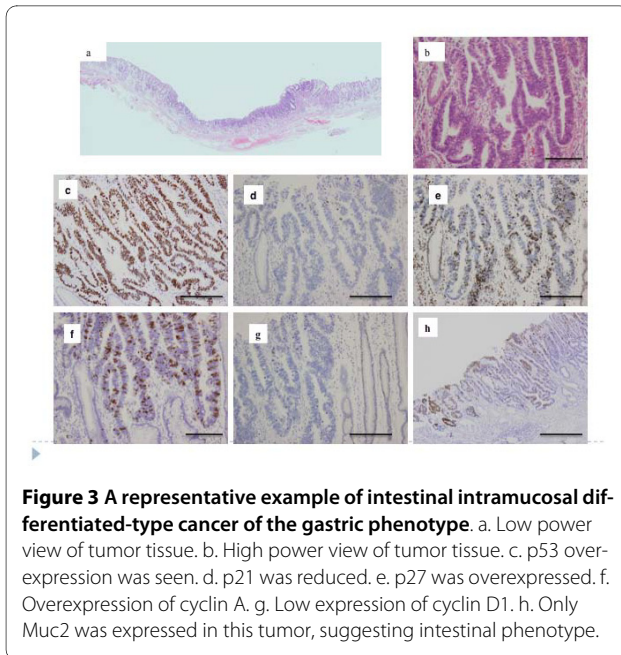 a
b
c
d
e
f
g
h
Figure 3 A representative example of intestinal intramucosal dif-
ferentiated-type cancer of the gastric phenotype. a. Low power
view of tumor tissue. b. High power view of tumor tissue. c. p53 over-
expression was seen. d. p21 was reduced. e. p27 was overexpressed. f.
Overexpression of cyclin A. g. Low expression of cyclin D1. h. Only
Muc2 was expressed in this tumor, suggesting intestinal phenotype.